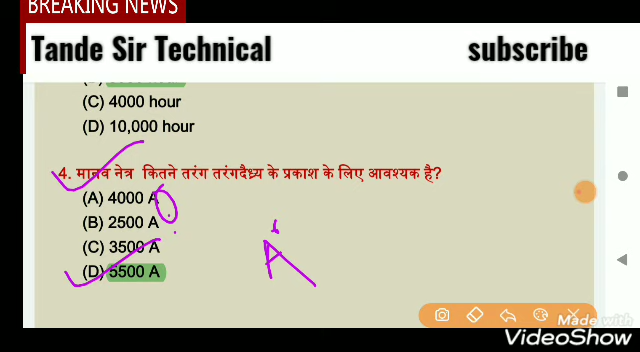 BREAKING NEWS
Tande Sir Technical subscribe
(C) 4000 hour
(D) 10,000 hour
4. मानव नेत्र कितने तरंग तरंगदैध्र्य के प्रकाश के लिए आवश्यक है?
(A) 4000 A
(B) 2500 A
(C) 3500 A
(D) 5500 A
A
Made with
VideoShow